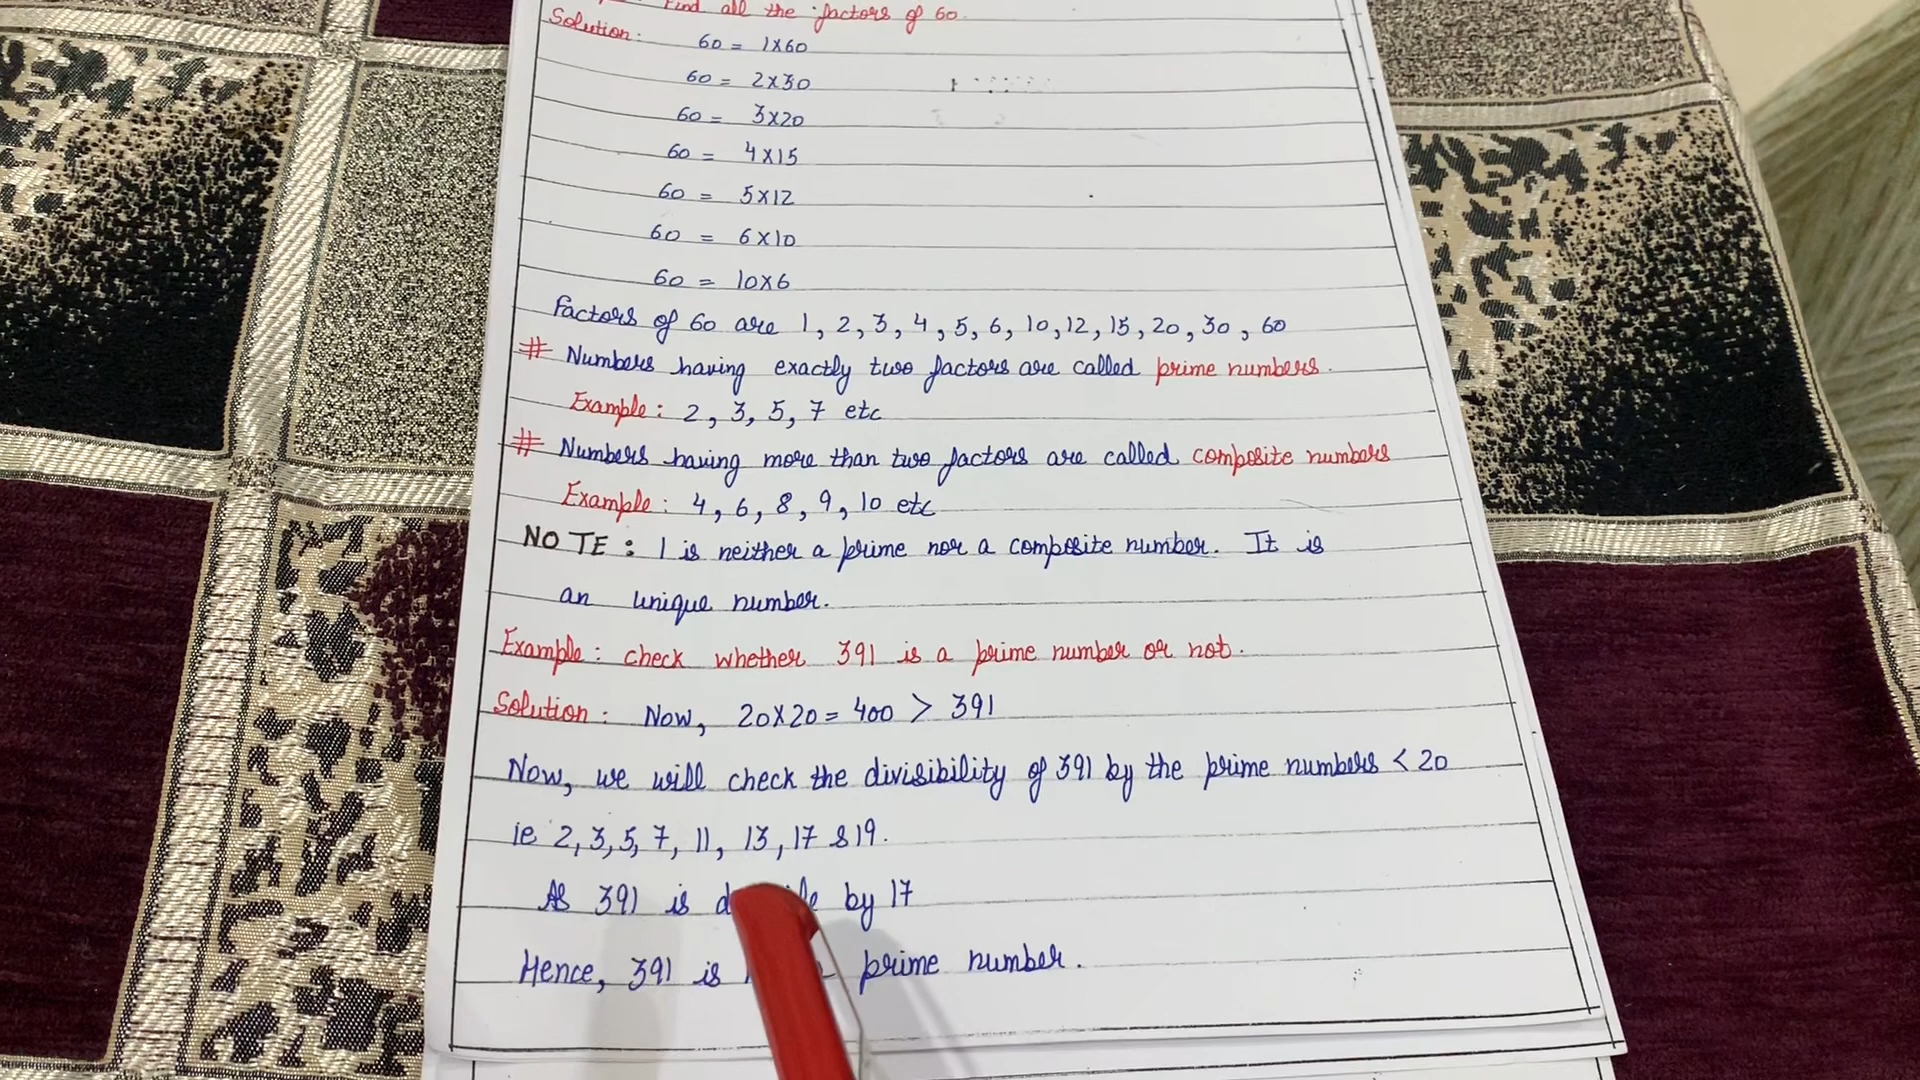 Find all the factors of 60.
Solution:
60 = 1X60
60 = 2X30
60 = 3X20
60 = 4X15
60 = 5X12
60 = 6X10
60 = 10X6
Factors of 60 are 1, 2, 3, 4, 5, 6, 10, 12, 15, 20, 30, 60
# Numbers having exactly two factors are called prime numbers.
Example: 2, 3, 5, 7 etc
# Numbers having more than two factors are called composite numbers
Example: 4, 6, 8, 9, 10 etc
NOTE: 1 is neither a prime nor a composite number. It is
an unique number.
Example: check whether 391 is a prime number or not.
Solution: Now, 20X20 = 400 > 391
Now, we will check the divisibility of 391 by the prime numbers < 20
ie 2, 3, 5, 7, 11, 13, 17 & 19.
As 391 is by 17
Hence, 391 is prime number.